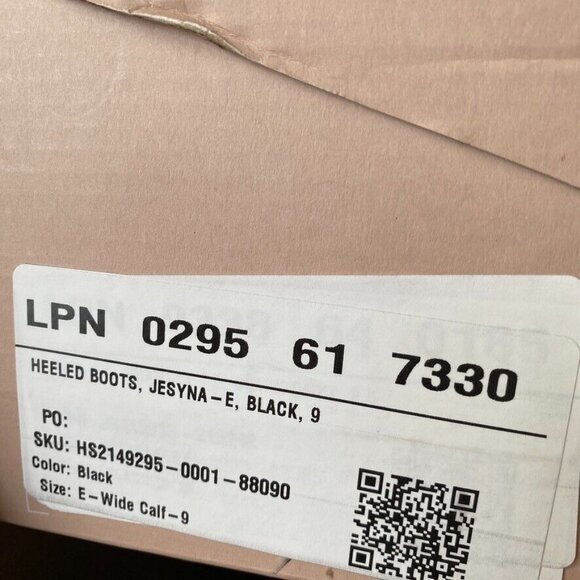 LPN 0295 61 7330
HEELED BOOTS, JESYNA-E, BLACK, 9
PO:
SKU: HS2149295-0001-88090
Color: Black
Size: E-Wide Calf-9